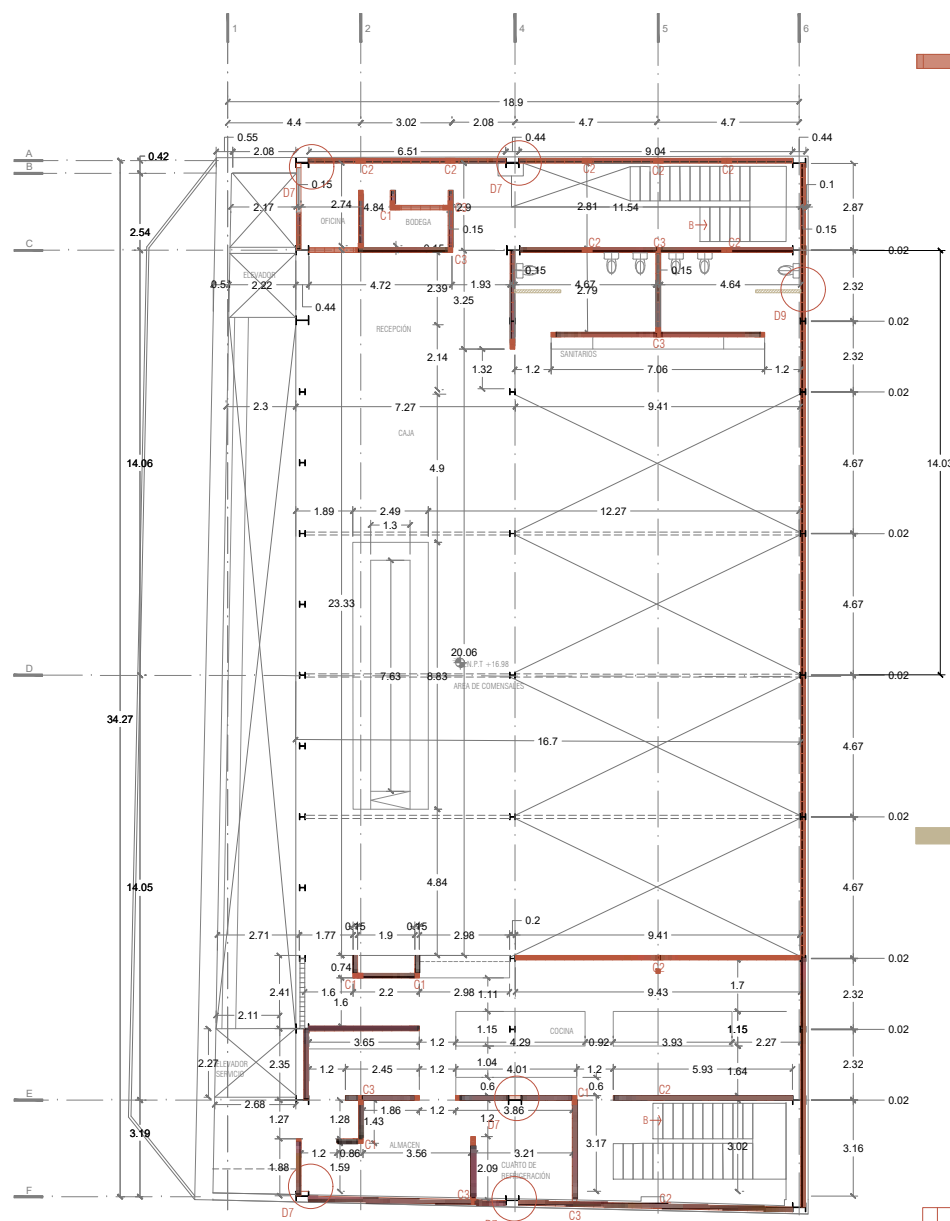 1 2 4 5 6
18.9
4.4 3.02 2.08 4.7 4.7
0.55 0.44 0.44
A 0.42 2.08 6.51 9.04
B
C2 C2 C2 C2 C2
D7 0.15 D7 0.1
2.17 2.74 4.84 2.9 2.81 11.54 2.87
OFICINA C1 BODEGA
2.54 0.15 B 0.15
C 0.15 C3 C2 C3 C2 0.02
ELEVADOR 0.15 0.15
0.5 2.22 4.72 2.39 1.93 4.67 2.79 4.64 2.32
3.25
0.44 D9
RECEPCIÓN 0.02
C3
2.14 SANITARIOS 2.32
1.32 1.2 7.06 1.2
0.02
2.3 7.27 9.41
CAJA
14.06 4.9 4.67 14.03
1.89 2.49 12.27
1.3
0.02
23.33 4.67
20.06
N.P.T +16.98
D 7.63 8.83 0.02
AREA DE COMENSALES
34.27
16.7 4.67
0.02
14.05 4.84 4.67
0.15 0.15 0.2
2.71 1.77 1.9 2.98 9.41
0.02
0.74 C2
C1 C1
2.41 1.6 2.2 2.98 1.11 9.43 1.7 2.32
1.6
2.11
1.15 COCINA 1.15 0.02
3.65 1.2 4.29 0.92 3.93 2.27
2.27 ELEVADOR SERVICIO 2.35 1.2 2.45 1.2 1.04 4.01 1.2 5.93 1.64 2.32
0.6 0.6
E 2.68 C3 C1 C2 0.02
1.86 1.2 3.86
3.19 1.27 1.28 1.43 1.2 D7 B
C1 ALMACEN 3.17 3.02 3.16
1.2 0.86 3.56 3.21
1.88 1.59 2.09 CUARTO DE
REFRIGERACIÓN
F C3 C2
D7 C3